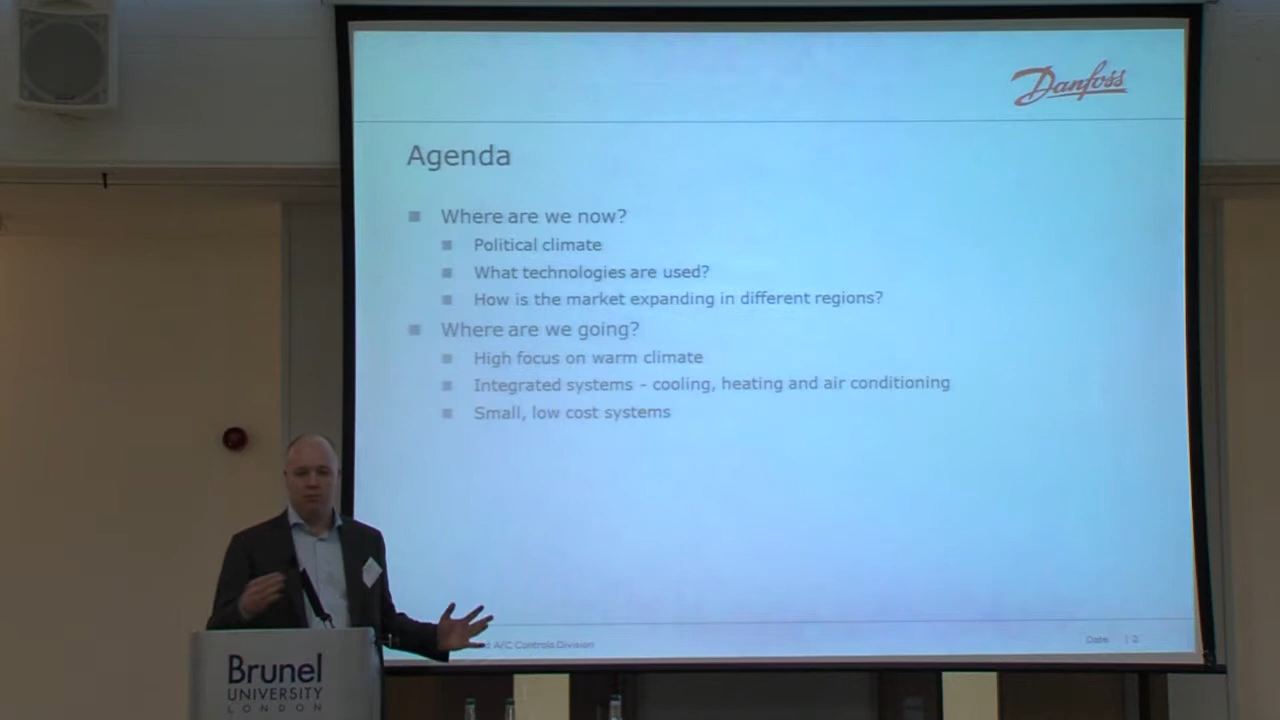 Danfoss
Agenda
Where are we now?
Political climate
What technologies are used?
How is the market expanding in different regions?
Where are we going?
High focus on warm climate
Integrated systems - cooling, heating and air conditioning
Small, low cost systems
A/C Controls Division
Date | 2
Brunel
UNIVERSITY
LONDON